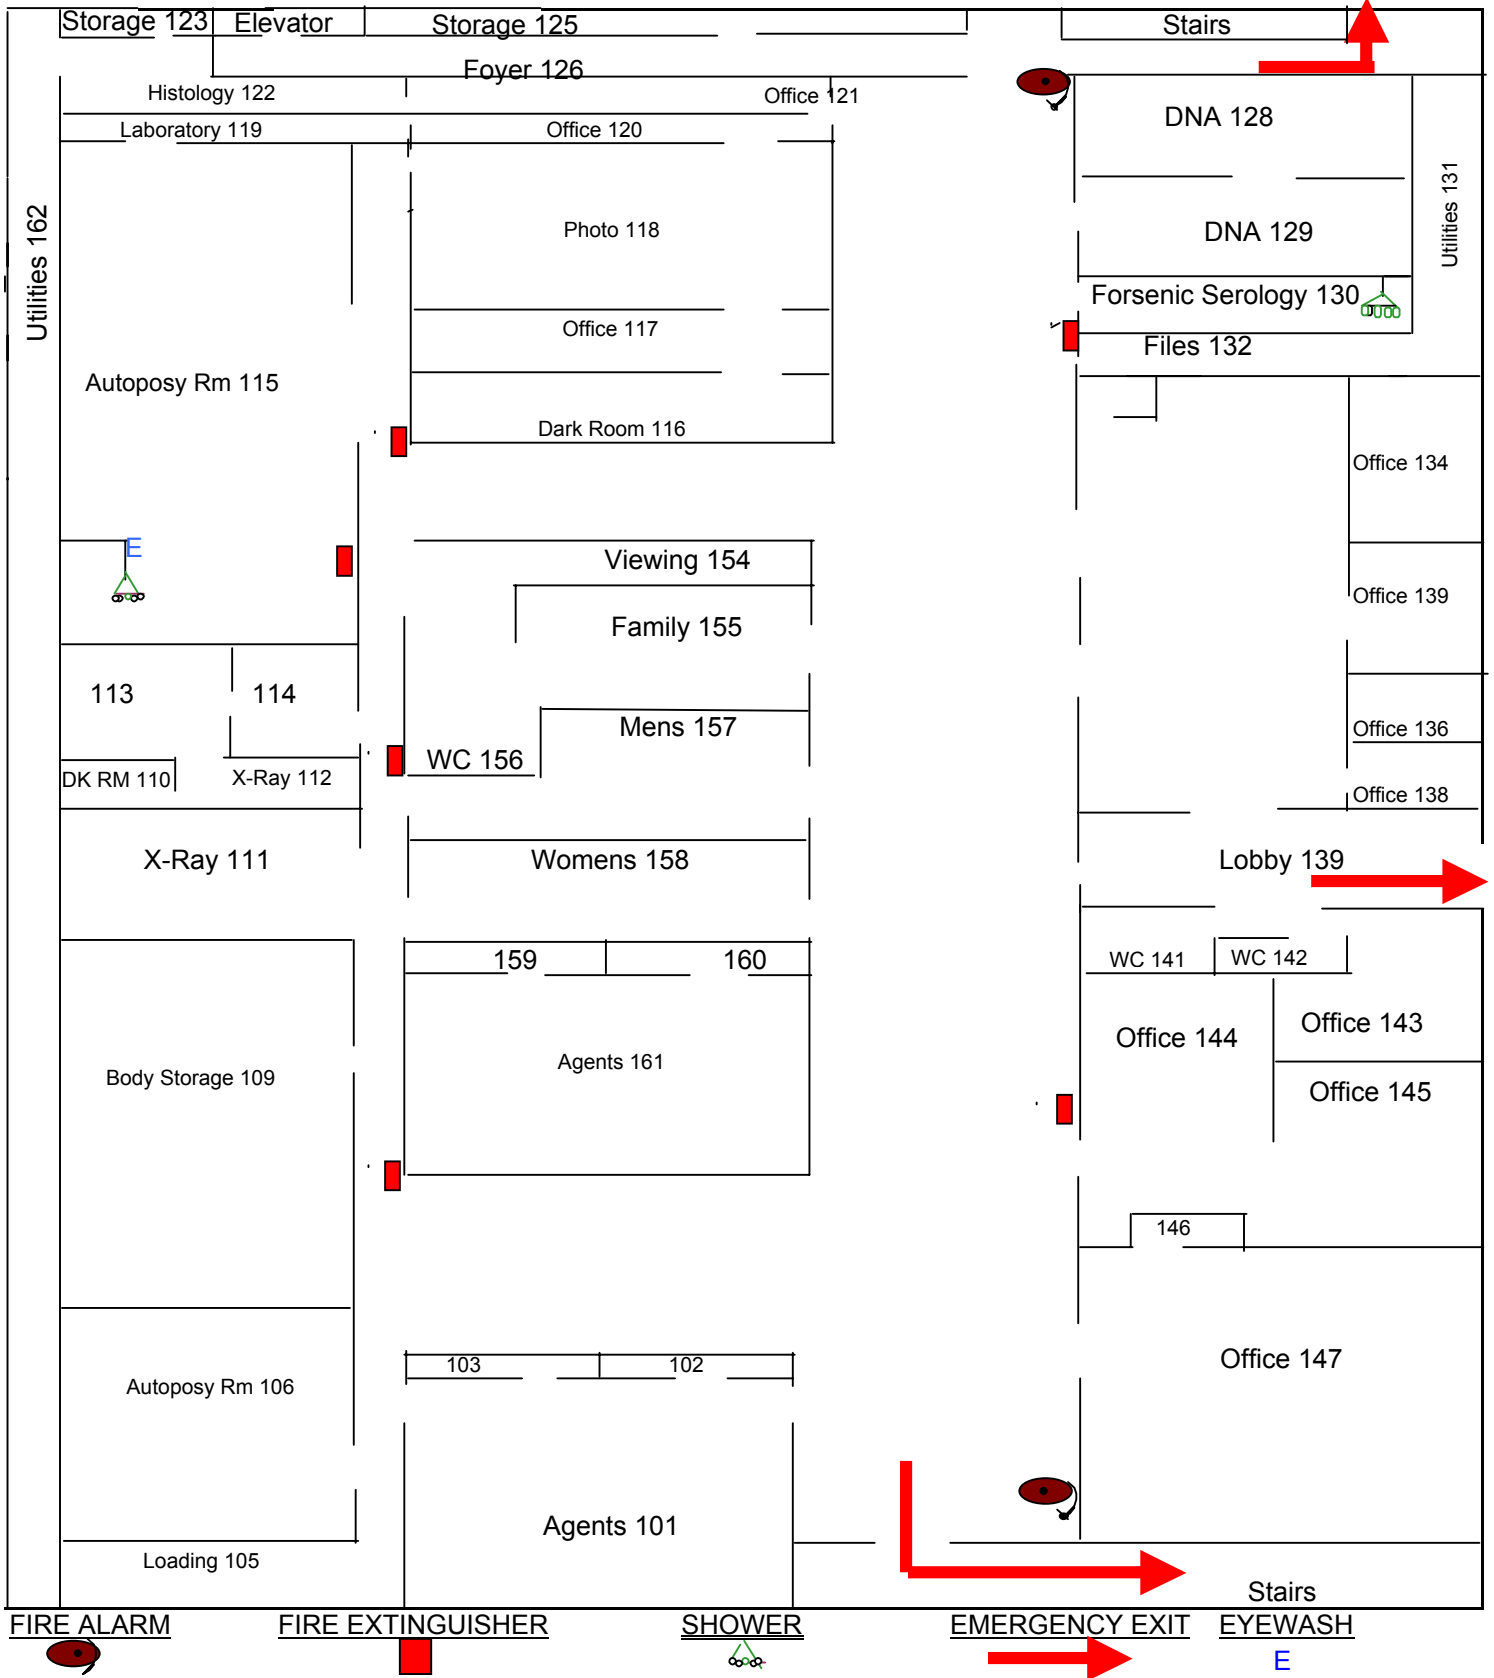 Storage 123 Elevator Storage 125 Stairs
Foyer 126
Histology 122 Office 121
DNA 128
Laboratory 119 Office 120
Utilities 162
Utilities 131
Photo 118 DNA 129
Forsenic Serology 130
Office 117 Files 132
Autoposy Rm 115
Dark Room 116
Office 134
E
Viewing 154
Office 139
Family 155
113 114
Mens 157 Office 136
WC 156
DK RM 110 X-Ray 112
Office 138
X-Ray 111 Womens 158 Lobby 139
159 160 WC 141 WC 142
Office 144 Office 143
Body Storage 109 Agents 161
Office 145
146
103 102 Office 147
Autoposy Rm 106
Agents 101
Loading 105
Stairs
FIRE ALARM FIRE EXTINGUISHER SHOWER EMERGENCY EXIT EYEWASH
E